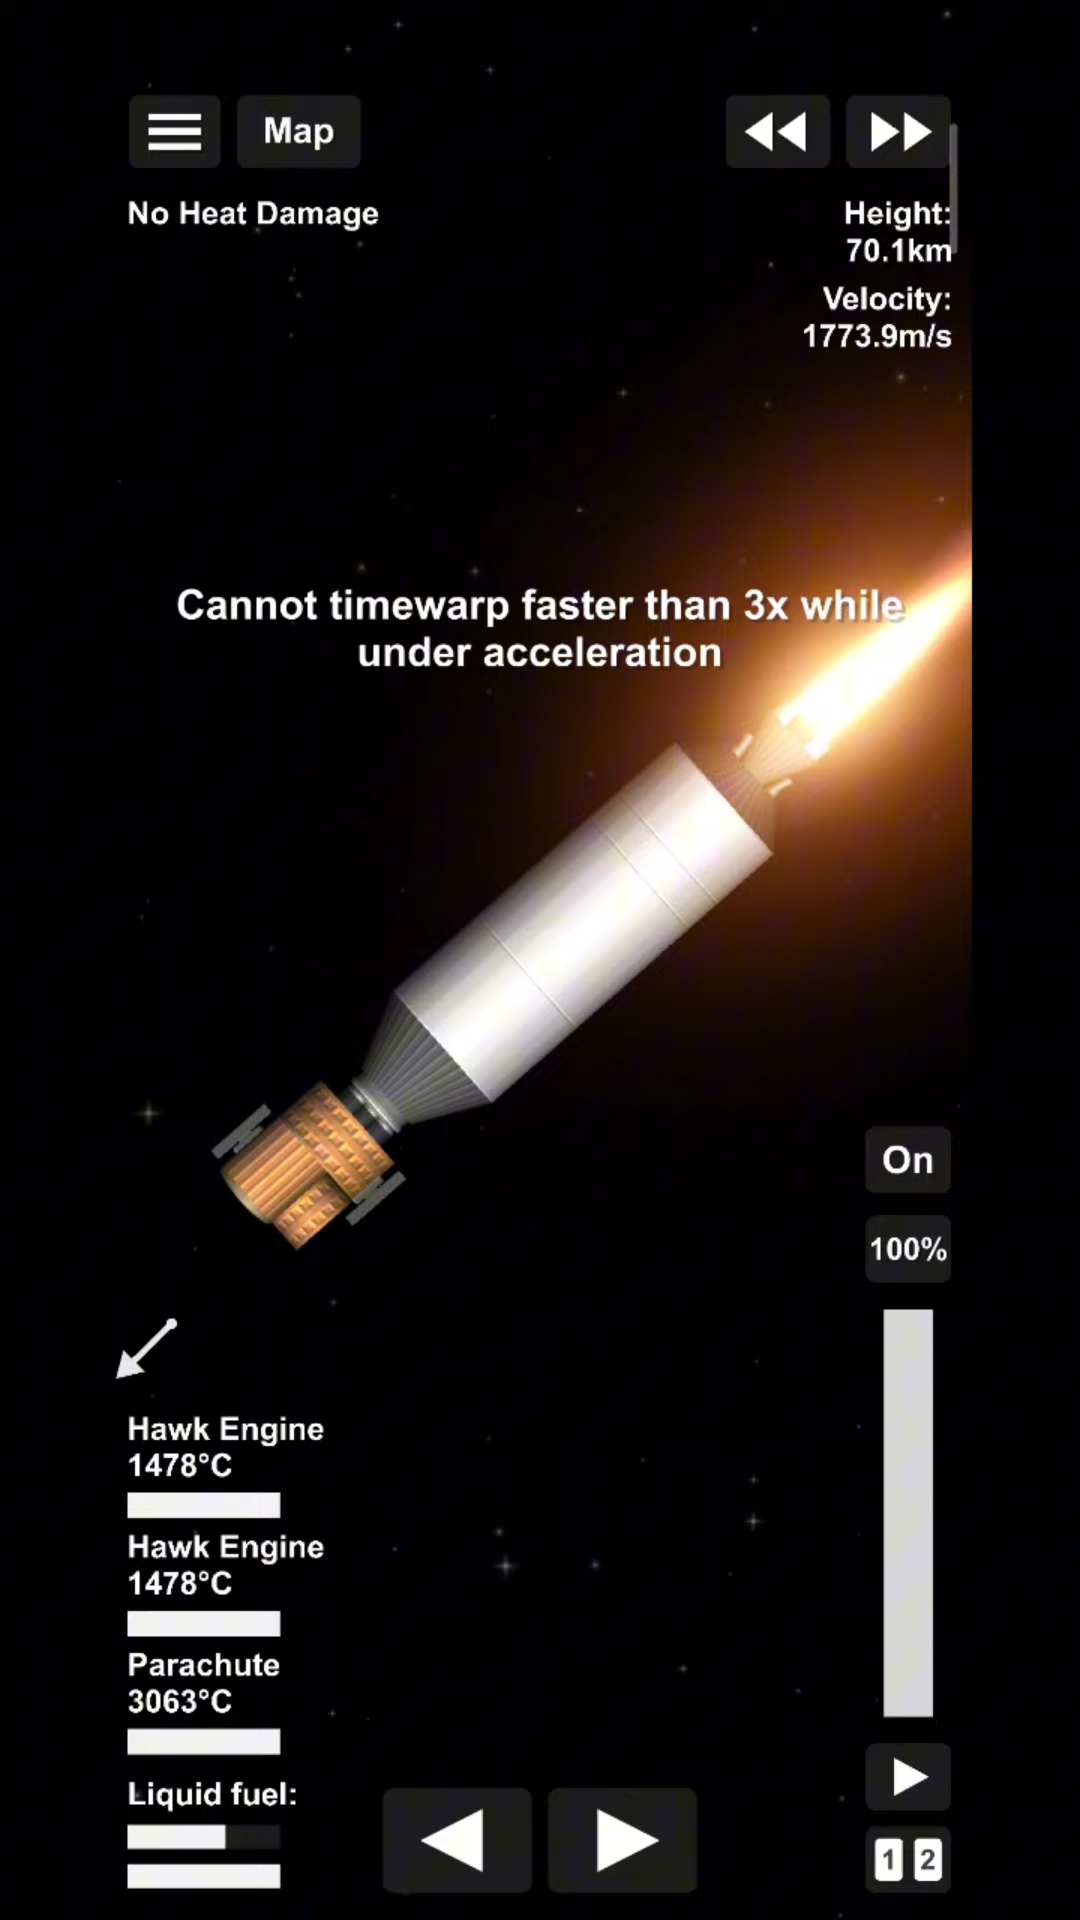 Map
No Heat Damage
Height:
70.1km
Velocity:
1773.9m/s
Cannot timewarp faster than 3x while
under acceleration
On
100%
Hawk Engine
1478°C
Hawk Engine
1478°C
Parachute
3063°C
Liquid fuel:
1 2